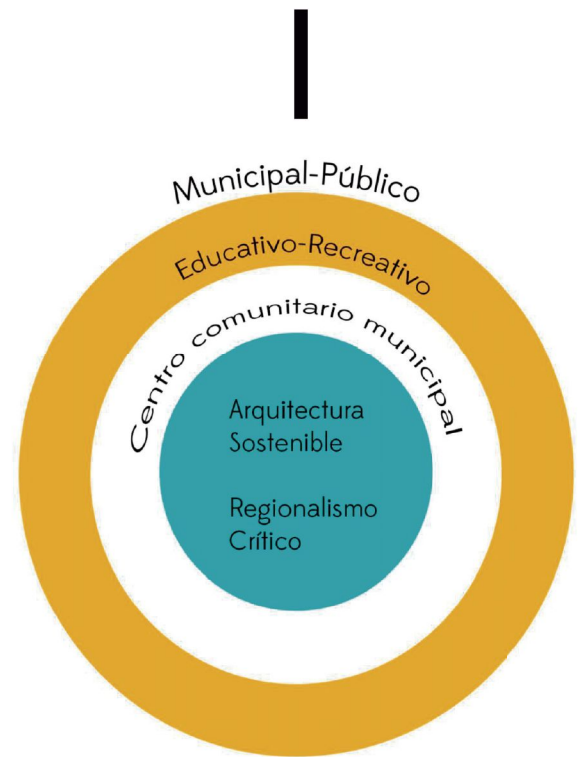 Municipal-Público
Educativo-Recreativo
Centro comunitario municipal
Arquitectura
Sostenible
Regionalismo
Crítico